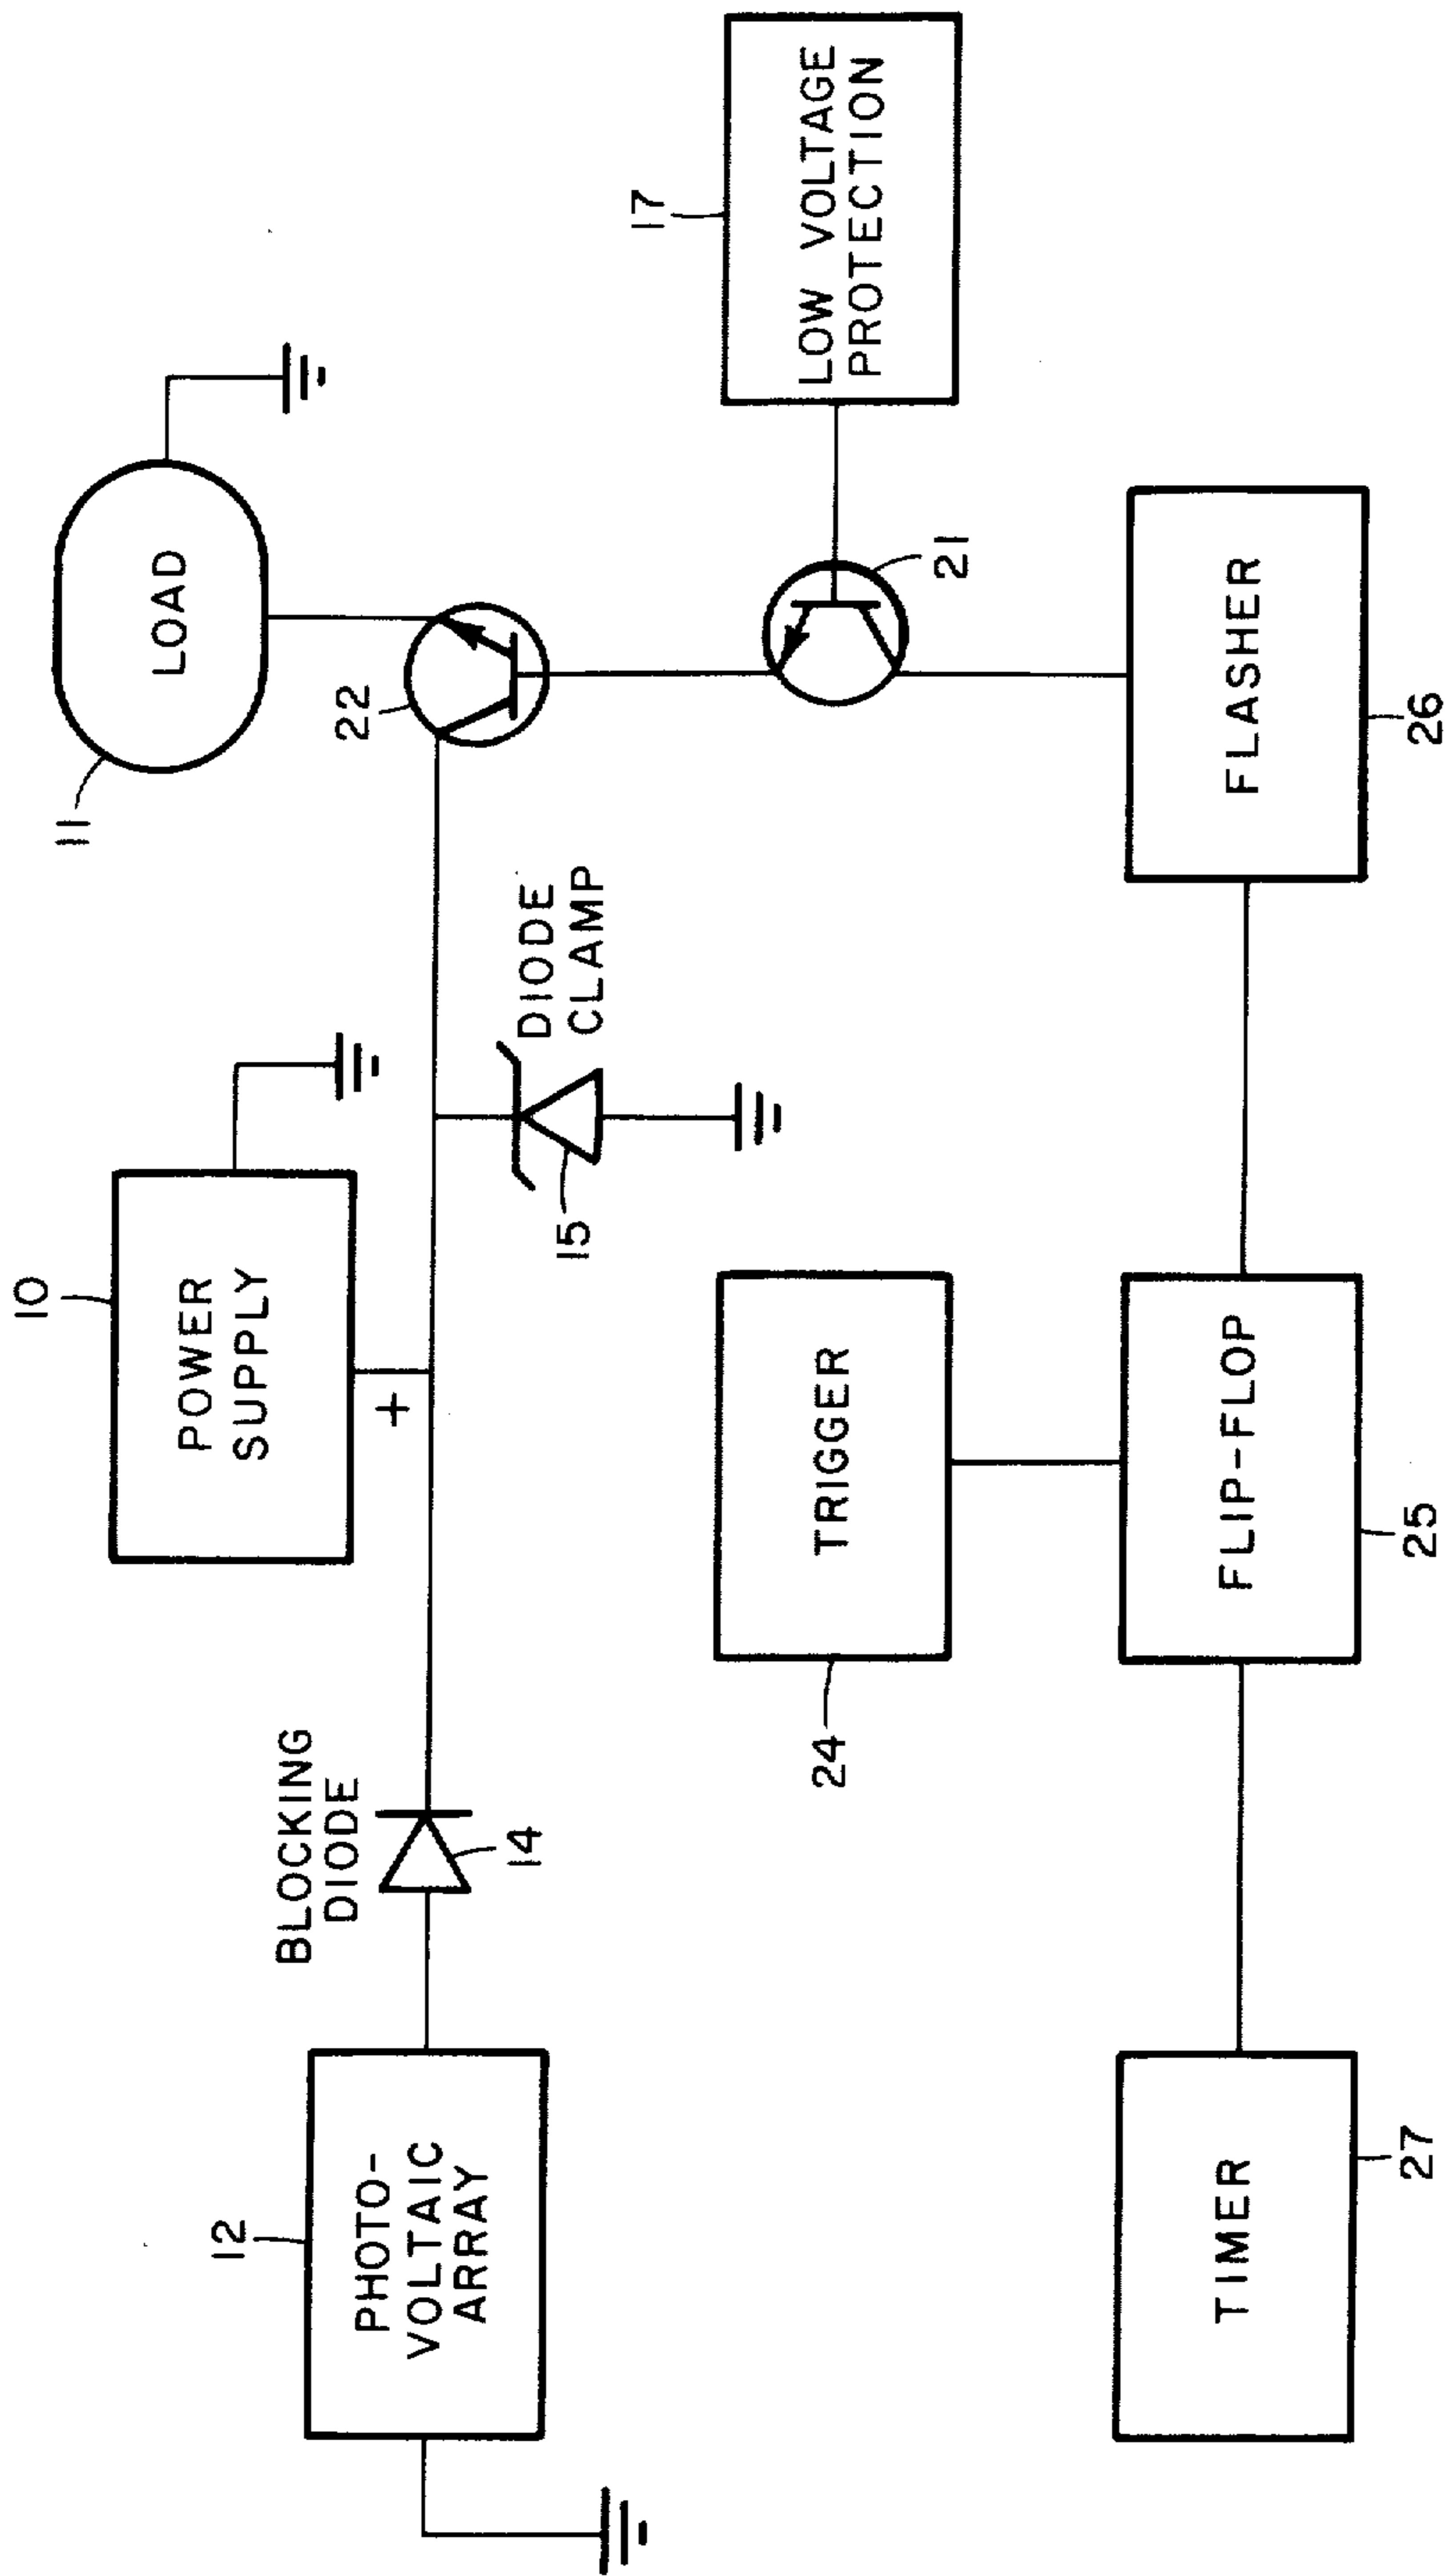 11
LOAD
10
POWER
SUPPLY
+
22
BLOCKING
DIODE
14
12
PHOTO-
VOLTAIC
ARRAY
15
DIODE
CLAMP
17
LOW VOLTAGE
PROTECTION
21
24
TRIGGER
TIMER
27
FLIP-FLOP
25
FLASHER
26